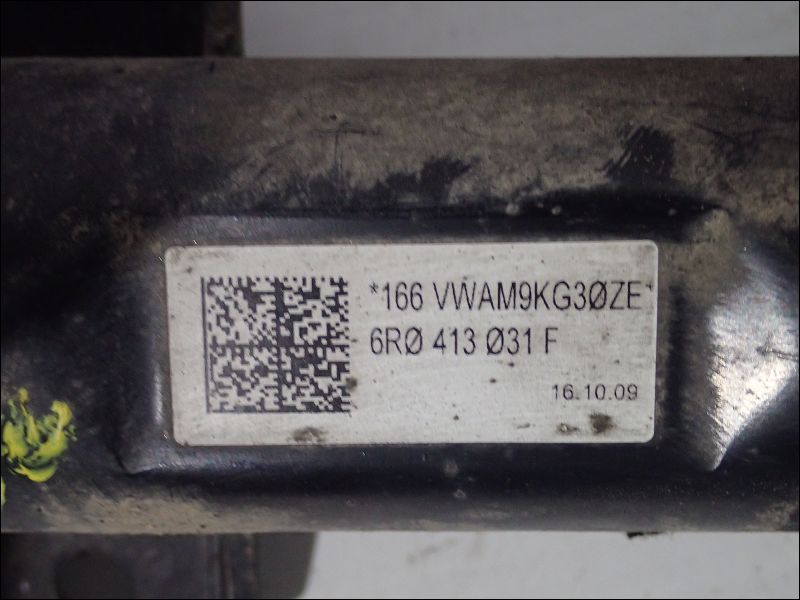 *166 VWAM9KG3ØZE*
6RØ 413 Ø31 F
16.10.09